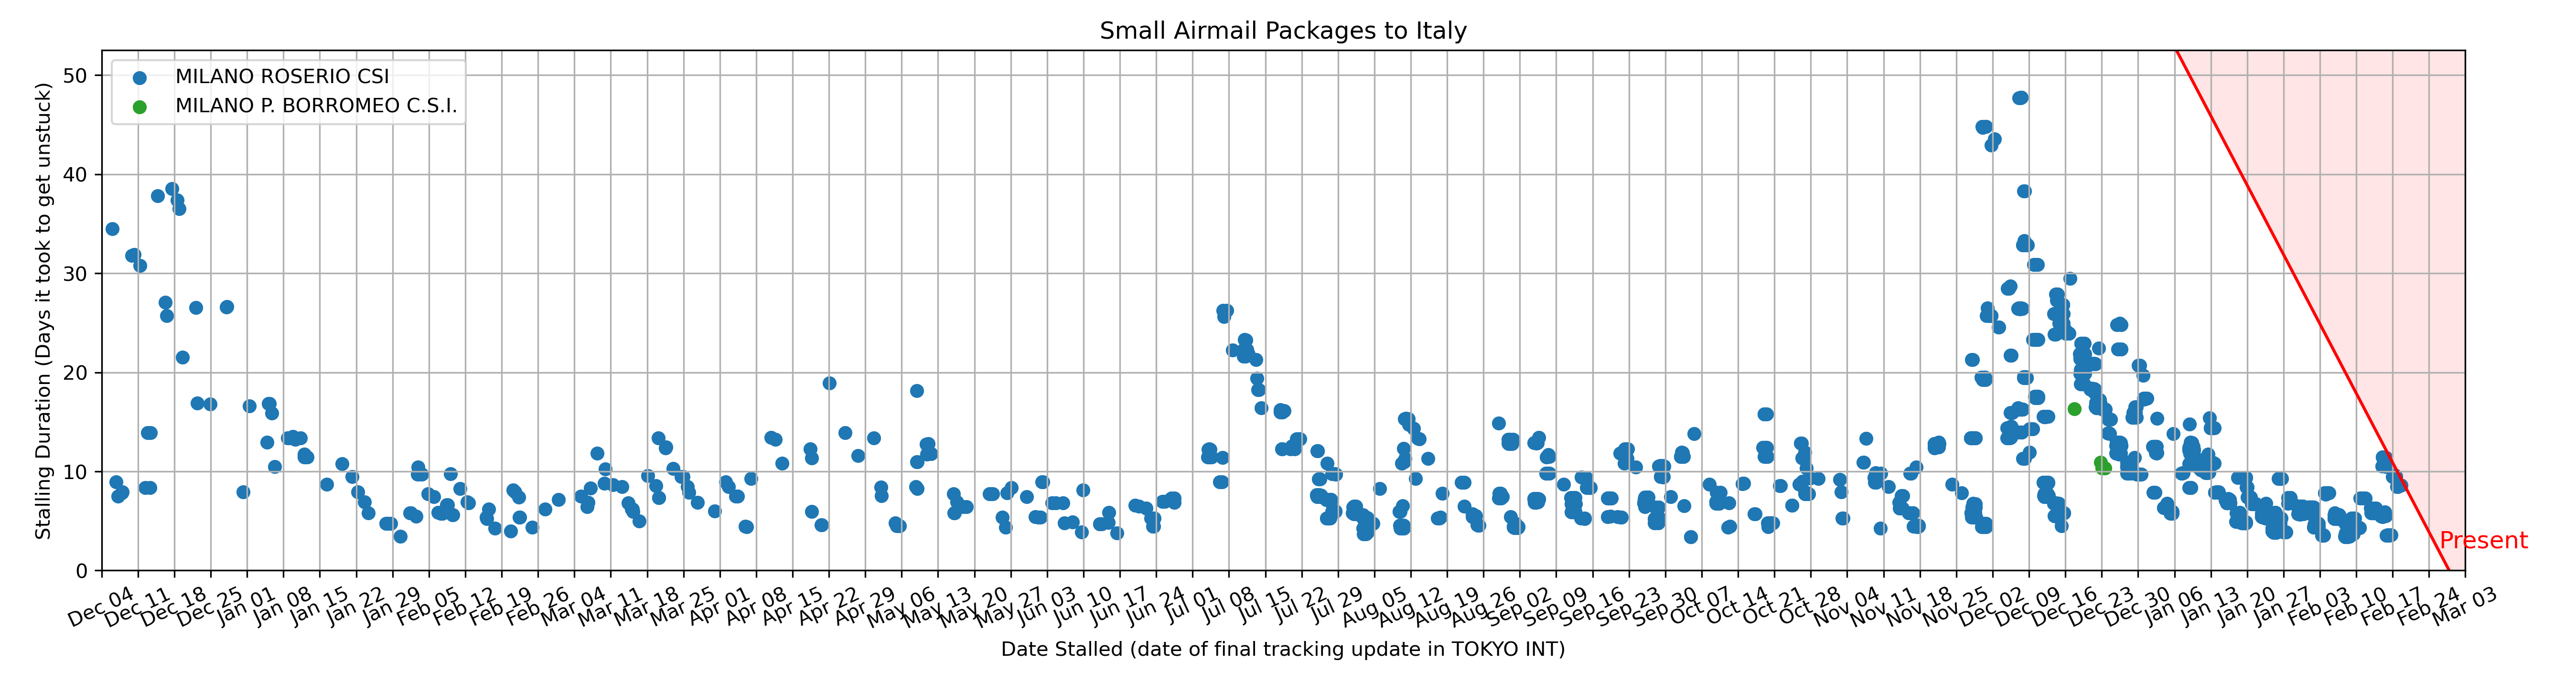 Small Airmail Packages to Italy
MILANO ROSERIO CSI
MILANO P. BORROMEO C.S.I.
Stalling Duration (Days it took to get unstuck)
50
40
30
20
10
0
Present
Dec 04 Dec 11 Dec 18 Dec 25 Jan 01 Jan 08 Jan 15 Jan 22 Jan 29 Feb 05 Feb 12 Feb 19 Feb 26 Mar 04 Mar 11 Mar 18 Mar 25 Apr 01 Apr 08 Apr 15 Apr 22 Apr 29 May 06 May 13 May 20 May 27 Jun 03 Jun 10 Jun 17 Jun 24 Jul 01 Jul 08 Jul 15 Jul 22 Jul 29 Aug 05 Aug 12 Aug 19 Aug 26 Sep 02 Sep 09 Sep 16 Sep 23 Sep 30 Oct 07 Oct 14 Oct 21 Oct 28 Nov 04 Nov 11 Nov 18 Nov 25 Dec 02 Dec 09 Dec 16 Dec 23 Dec 30 Jan 06 Jan 13 Jan 20 Jan 27 Feb 03 Feb 10 Feb 17 Feb 24 Mar 03
Date Stalled (date of final tracking update in TOKYO INT)